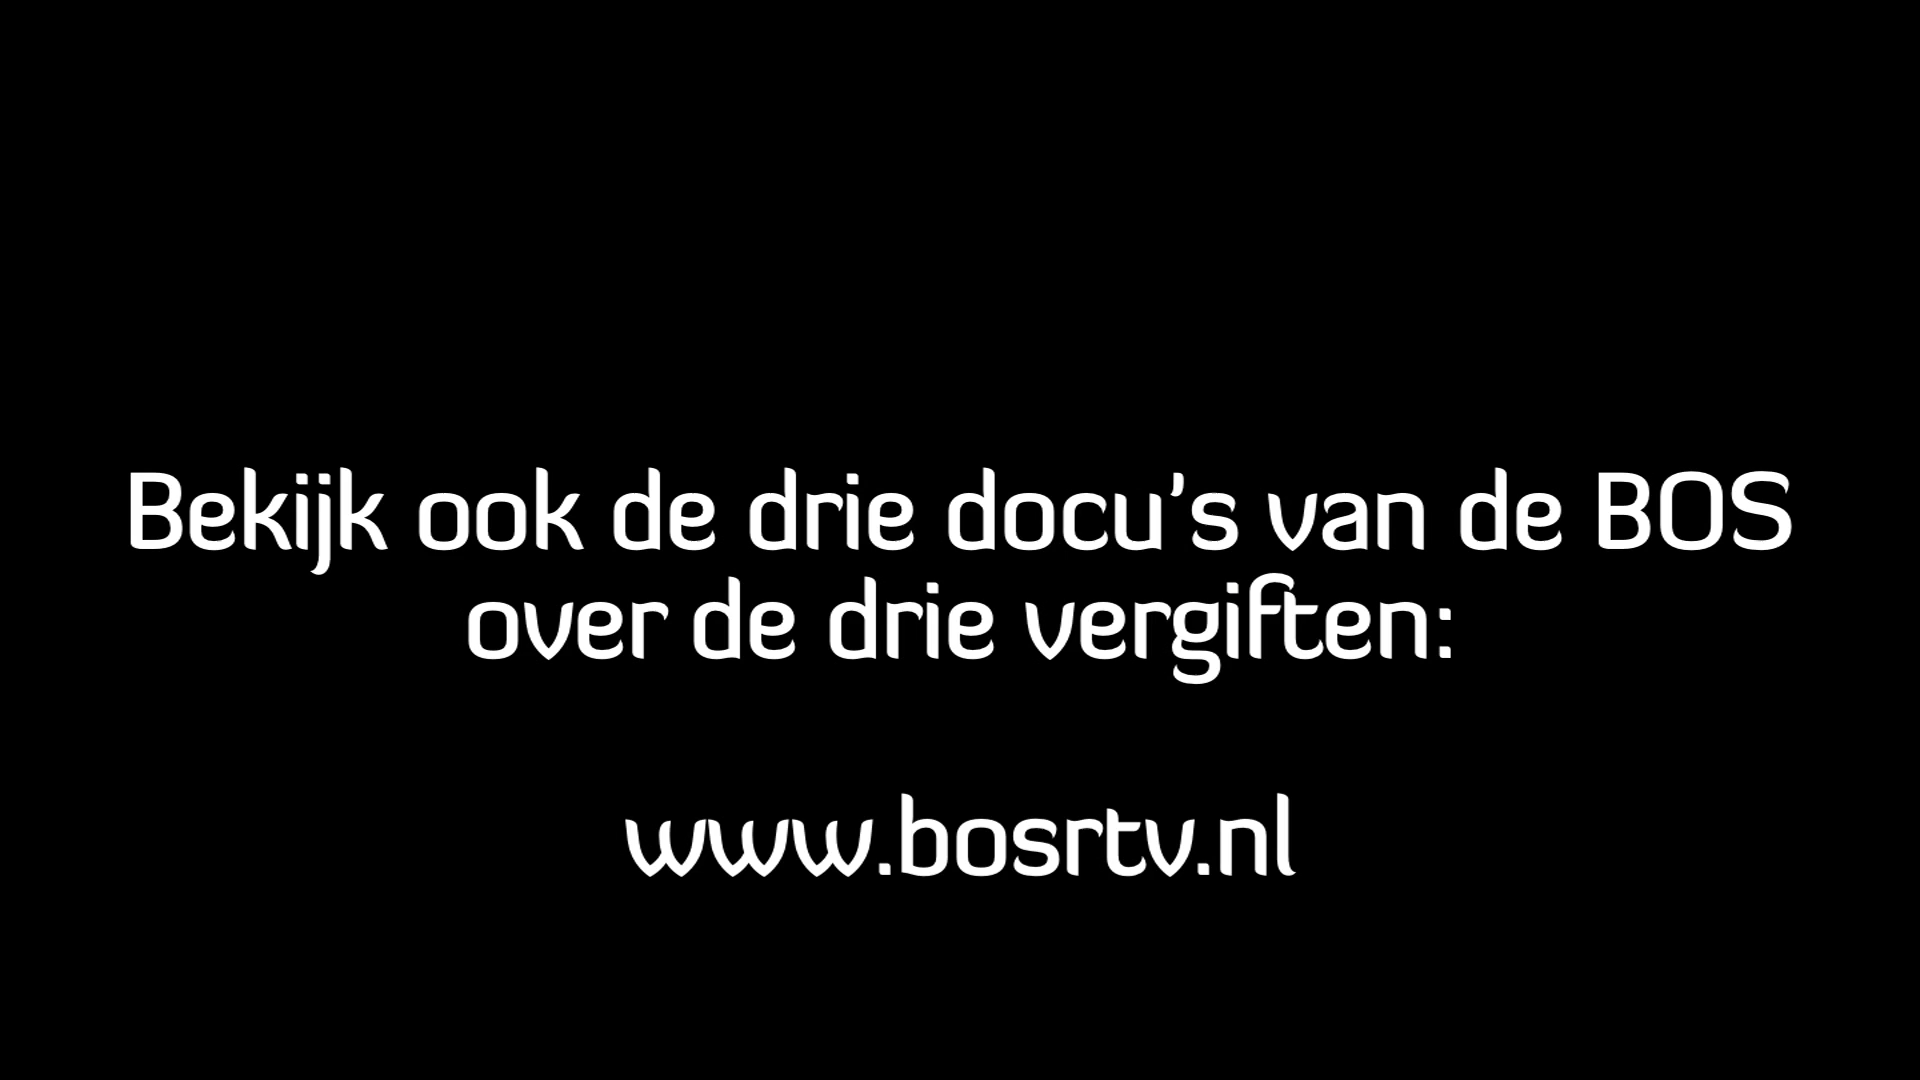 Bekijk ook de drie docu's van de BOS
over de drie vergiften:
www.bosrtv.nl